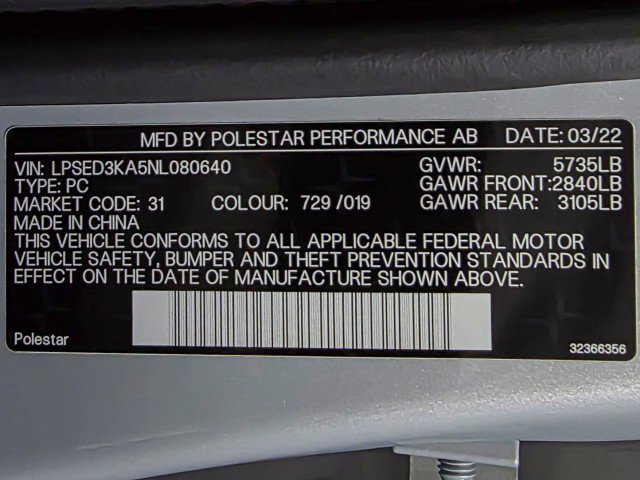 MFD BY POLESTAR PERFORMANCE AB DATE: 03/22
VIN: LPSED3KA5NL080640 GVWR: 5735LB
TYPE: PC GAWR FRONT:2840LB
MARKET CODE: 31 COLOUR: 729 /019 GAWR REAR: 3105LB
MADE IN CHINA
THIS VEHICLE CONFORMS TO ALL APPLICABLE FEDERAL MOTOR
VEHICLE SAFETY, BUMPER AND THEFT PREVENTION STANDARDS IN
EFFECT ON THE DATE OF MANUFACTURE SHOWN ABOVE.
Polestar 32366356